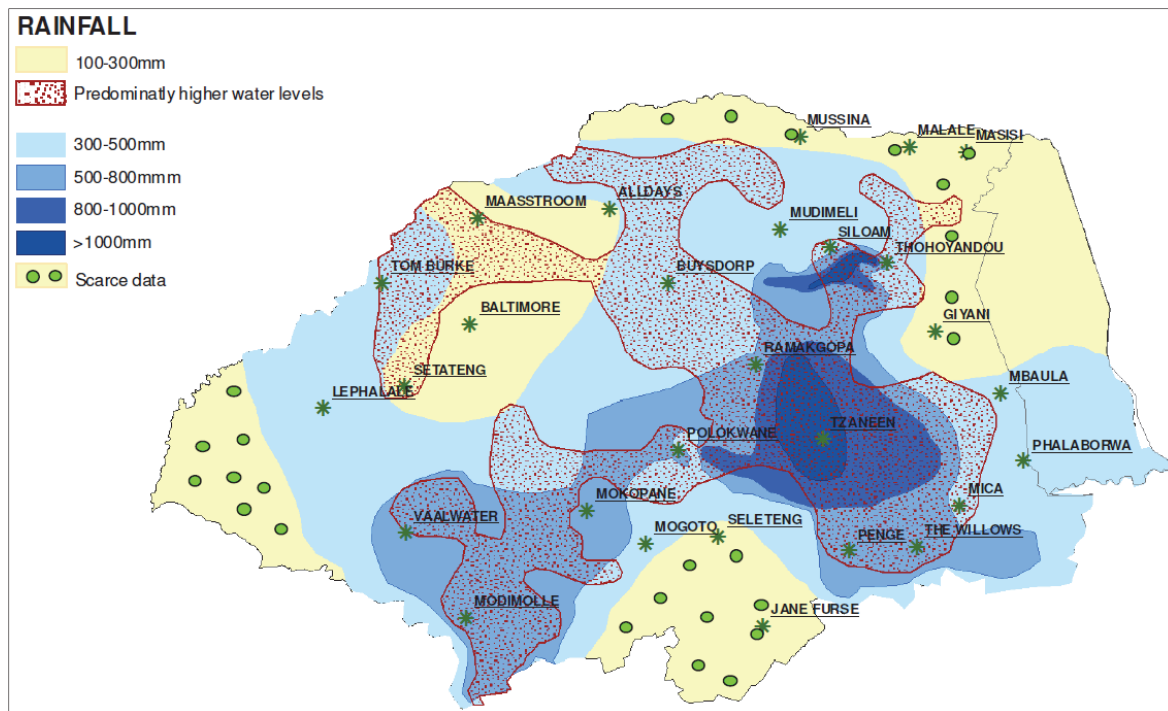 RAINFALL
100-300mm
Predominatly higher water levels
300-500mm
500-800mmm
800-1000mm
>1000mm
Scarce data
MUSSINA
MALALE
MASISI
MAASSTROOM
ALLDAYS
MUDIMELI
SILOAM
THOHOYANDOU
TOM BURKE
BUYSDORP
BALTIMORE
GIYANI
RAMAKGOPA
SETATENG
MBAULA
LEPHALALE
TZANEEN
POLOKWANE
PHALABORWA
MICA
MOKOPANE
VAALWATER
MOGOTO
SELETENG
PENGE
THE WILLOWS
MODIMOLLE
JANE FURSE